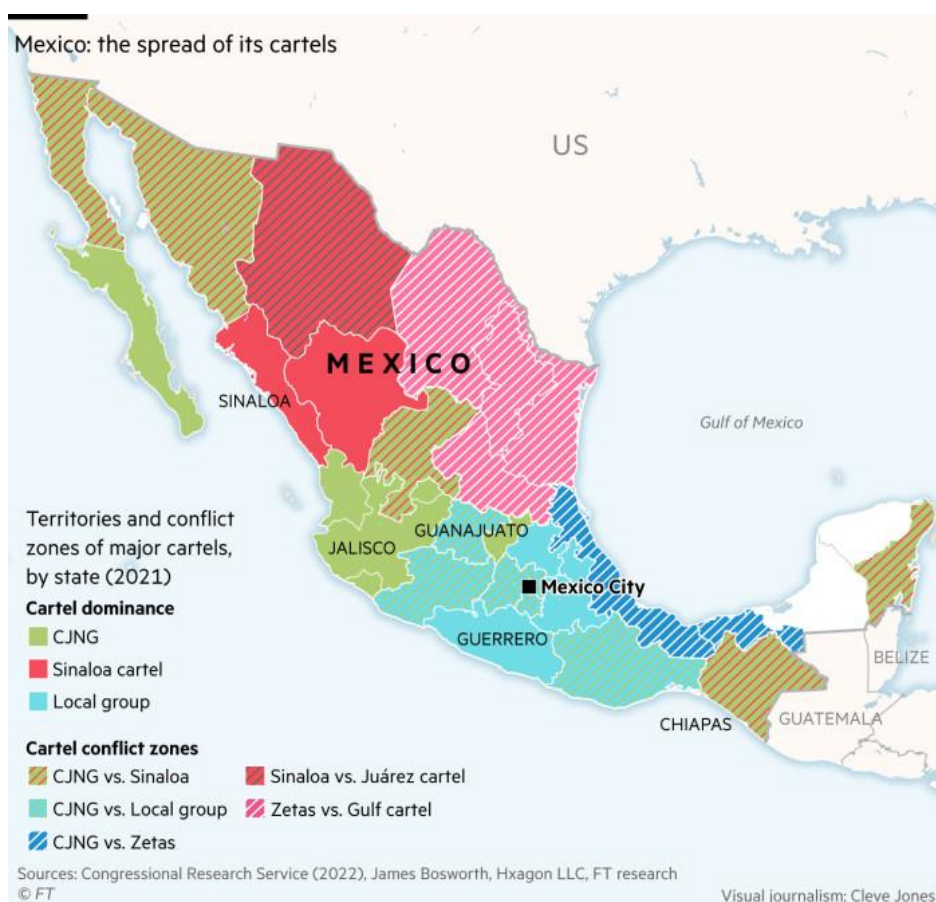 Mexico: the spread of its cartels
US
MEXICO
SINALOA
Gulf of Mexico
Territories and conflict
zones of major cartels,
by state (2021)
GUANAJUATO
JALISCO
Mexico City
Cartel dominance
CJNG
Sinaloa cartel
Local group
GUERRERO
BELIZE
CHIAPAS
GUATEMALA
Cartel conflict zones
CJNG vs. Sinaloa
Sinaloa vs. Juárez cartel
CJNG vs. Local group
Zetas vs. Gulf cartel
CJNG vs. Zetas
Sources: Congressional Research Service (2022), James Bosworth, Hxagon LLC, FT research
© FT
Visual journalism: Cleve Jones